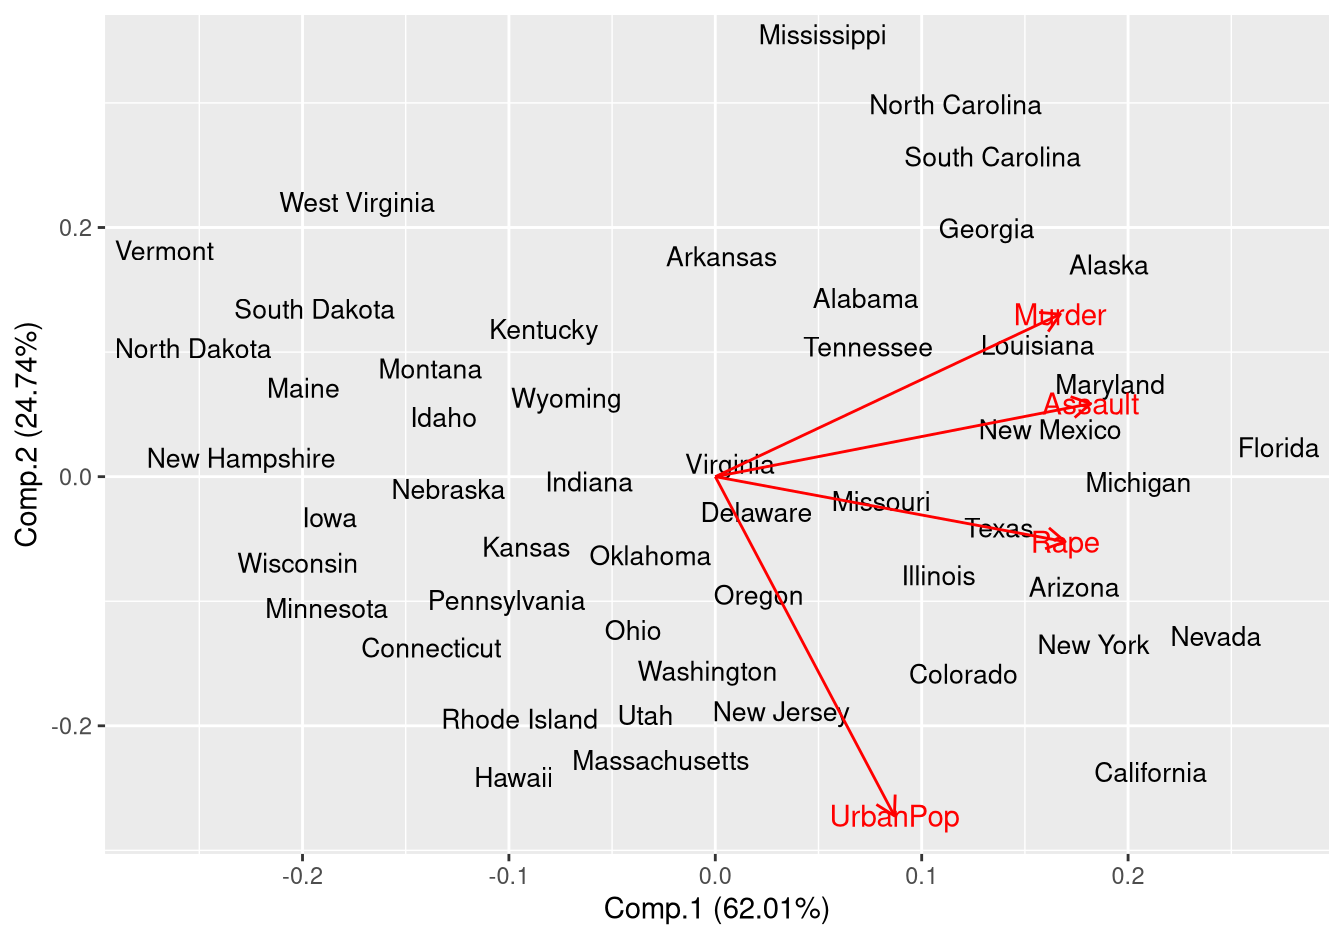 Mississippi
North Carolina
South Carolina
West Virginia
Georgia
0.2
Vermont
Arkansas
Alaska
Alabama
South Dakota
Murder
Kentucky
North Dakota
Tennessee
Louisiana
Montana
Maine
Maryland
Wyoming
Assault
Idaho
New Mexico
Florida
New Hampshire
Virginia
0.0
Indiana
Michigan
Nebraska
Missouri
Iowa
Delaware
Texas
Rape
Kansas
Oklahoma
Wisconsin
Illinois
Arizona
Oregon
Pennsylvania
Minnesota
Ohio
Nevada
Connecticut
New York
Washington
Colorado
New Jersey
Utah
Rhode Island
-0.2
Massachusetts
California
Hawaii
UrbanPop
-0.2
-0.1
0.0
0.1
0.2
Comp.1 (62.01%)
Comp.2 (24.74%)